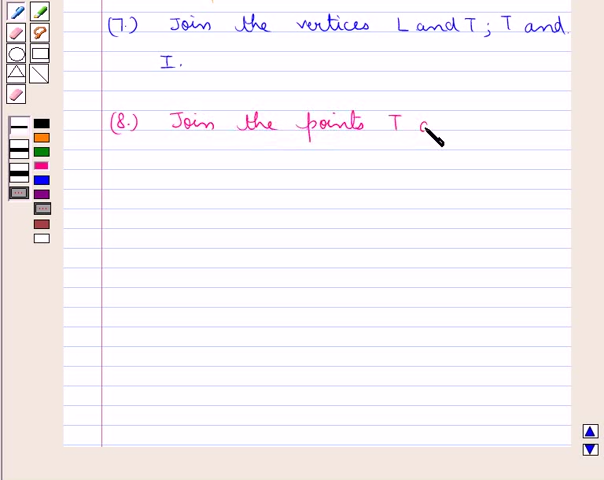 (7.) Join the vertices L and T ; T and
I.
(8.) Join the points T